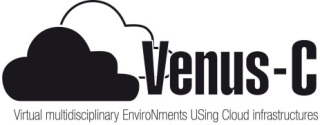 Venus-C
Virtual multidisciplinary EnviroNments USing Cloud infrastructures